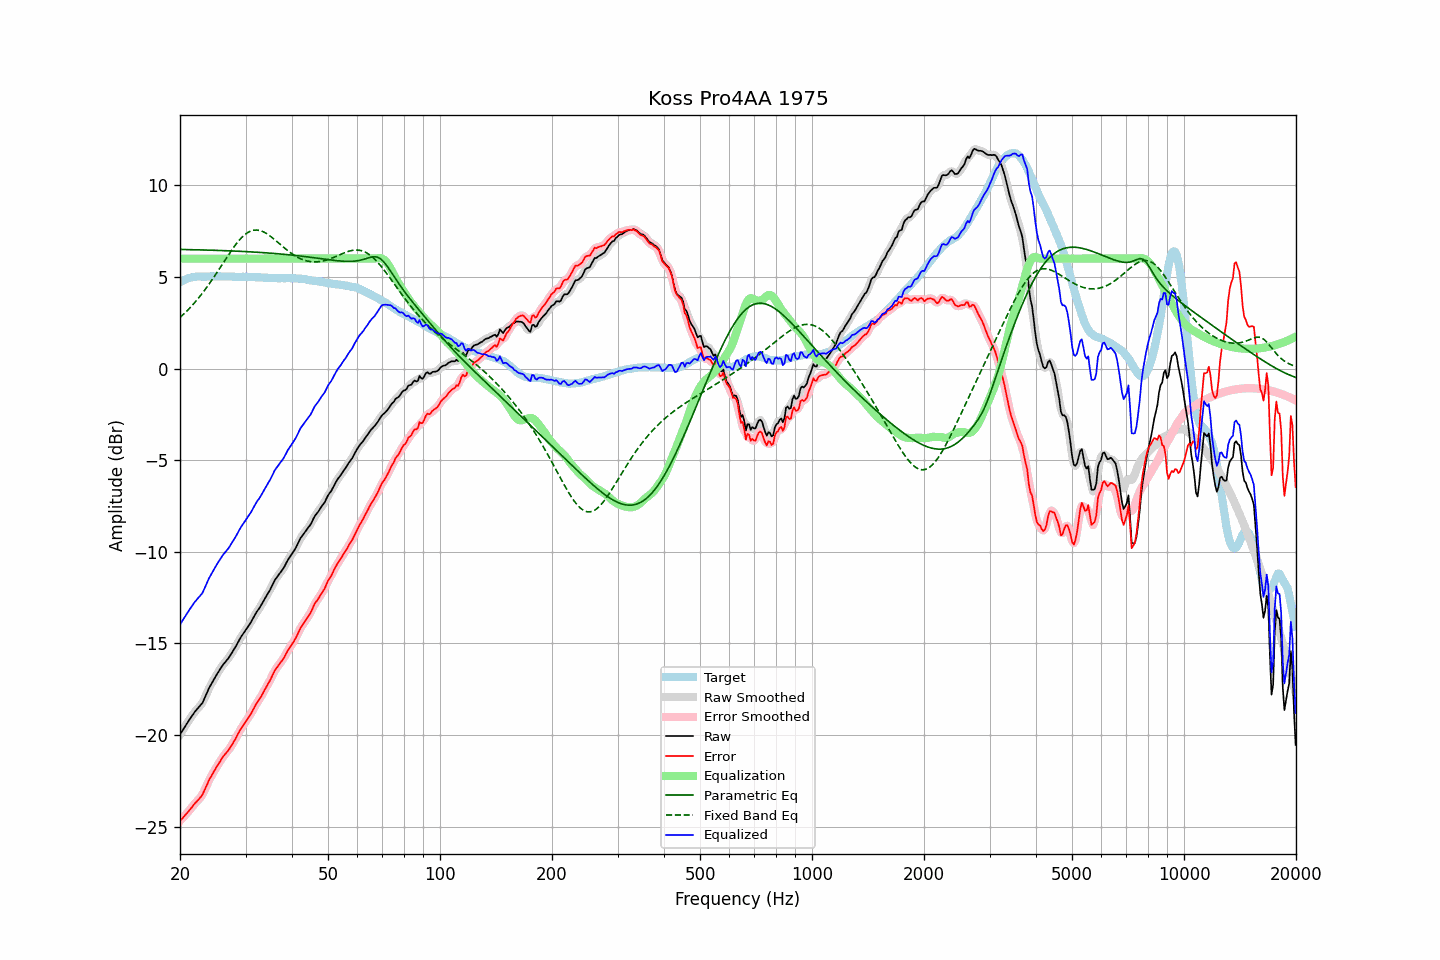 Koss Pro4AA 1975
Amplitude (dBr)
10
5
0
−5
−10
−15
−20
−25
Target
Raw Smoothed
Error Smoothed
Raw
Error
Equalization
Parametric Eq
Fixed Band Eq
Equalized
20 50 100 200 500 1000 2000 5000 10000 20000
Frequency (Hz)